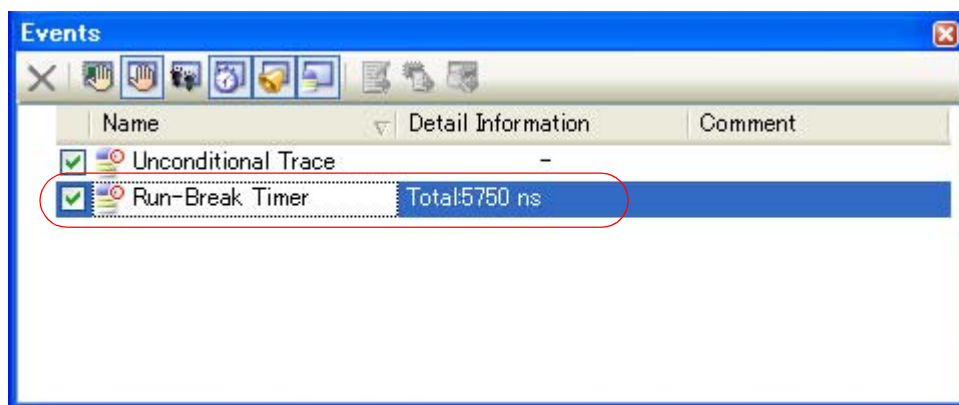 Events
Name Detail Information Comment
Unconditional Trace -
Run-Break Timer Total:5750 ns